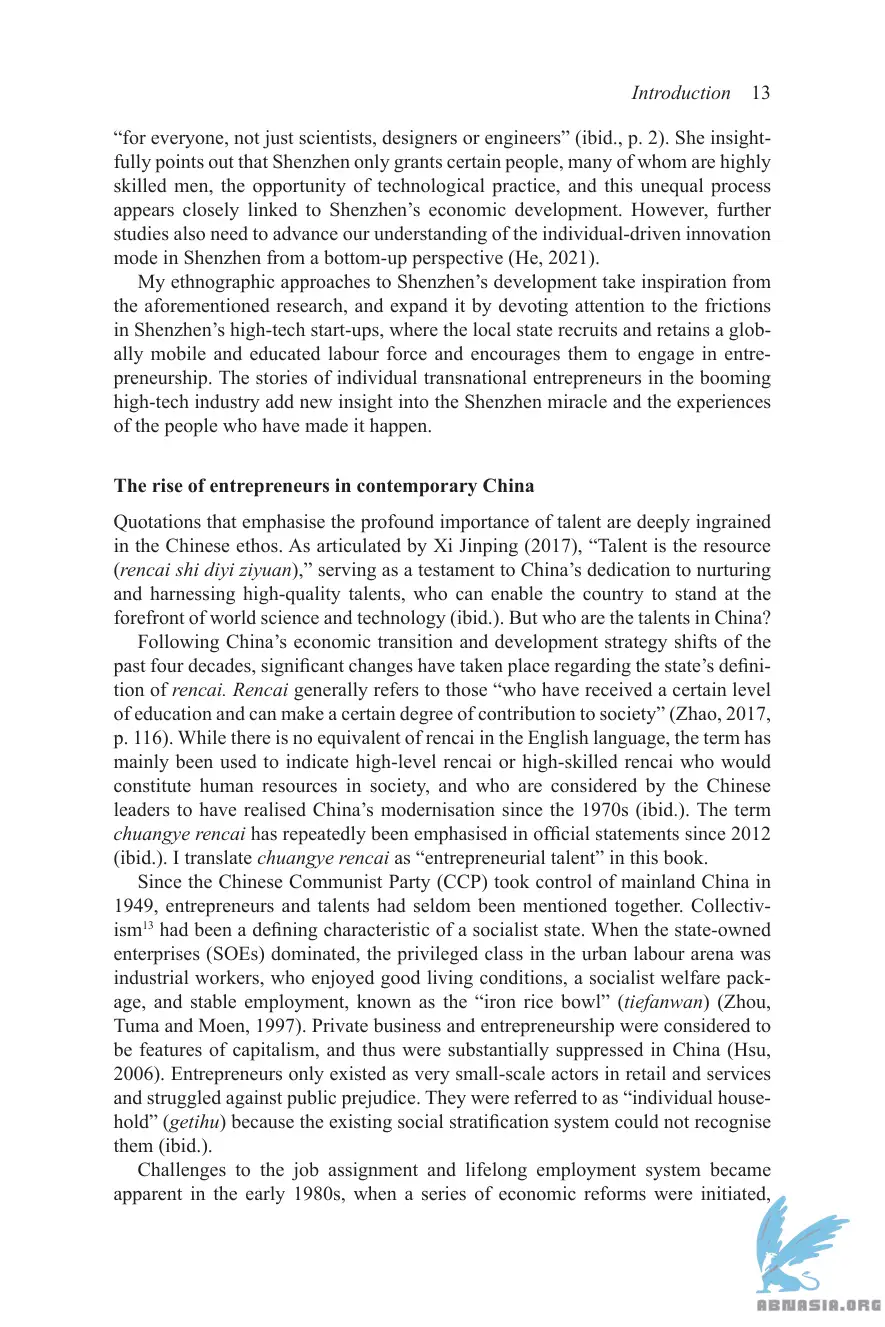 Introduction 13
“for everyone, not just scientists, designers or engineers” (ibid., p. 2). She insight-
fully points out that Shenzhen only grants certain people, many of whom are highly
skilled men, the opportunity of technological practice, and this unequal process
appears closely linked to Shenzhen’s economic development. However, further
studies also need to advance our understanding of the individual-driven innovation
mode in Shenzhen from a bottom-up perspective (He, 2021).
My ethnographic approaches to Shenzhen’s development take inspiration from
the aforementioned research, and expand it by devoting attention to the frictions
in Shenzhen’s high-tech start-ups, where the local state recruits and retains a glob-
ally mobile and educated labour force and encourages them to engage in entre-
preneurship. The stories of individual transnational entrepreneurs in the booming
high-tech industry add new insight into the Shenzhen miracle and the experiences
of the people who have made it happen.
The rise of entrepreneurs in contemporary China
Quotations that emphasise the profound importance of talent are deeply ingrained
in the Chinese ethos. As articulated by Xi Jinping (2017), “Talent is the resource
(rencai shi diyi ziyuan),” serving as a testament to China’s dedication to nurturing
and harnessing high-quality talents, who can enable the country to stand at the
forefront of world science and technology (ibid.). But who are the talents in China?
Following China’s economic transition and development strategy shifts of the
past four decades, significant changes have taken place regarding the state’s defini-
tion of rencai. Rencai generally refers to those “who have received a certain level
of education and can make a certain degree of contribution to society” (Zhao, 2017,
p. 116). While there is no equivalent of rencai in the English language, the term has
mainly been used to indicate high-level rencai or high-skilled rencai who would
constitute human resources in society, and who are considered by the Chinese
leaders to have realised China’s modernisation since the 1970s (ibid.). The term
chuangye rencai has repeatedly been emphasised in official statements since 2012
(ibid.). I translate chuangye rencai as “entrepreneurial talent” in this book.
Since the Chinese Communist Party (CCP) took control of mainland China in
1949, entrepreneurs and talents had seldom been mentioned together. Collectiv-
ism13 had been a defining characteristic of a socialist state. When the state-owned
enterprises (SOEs) dominated, the privileged class in the urban labour arena was
industrial workers, who enjoyed good living conditions, a socialist welfare pack-
age, and stable employment, known as the “iron rice bowl” (tiefanwan) (Zhou,
Tuma and Moen, 1997). Private business and entrepreneurship were considered to
be features of capitalism, and thus were substantially suppressed in China (Hsu,
2006). Entrepreneurs only existed as very small-scale actors in retail and services
and struggled against public prejudice. They were referred to as “individual house-
hold” (getihu) because the existing social stratification system could not recognise
them (ibid.).
Challenges to the job assignment and lifelong employment system became
apparent in the early 1980s, when a series of economic reforms were initiated,
ABNASIA.ORG